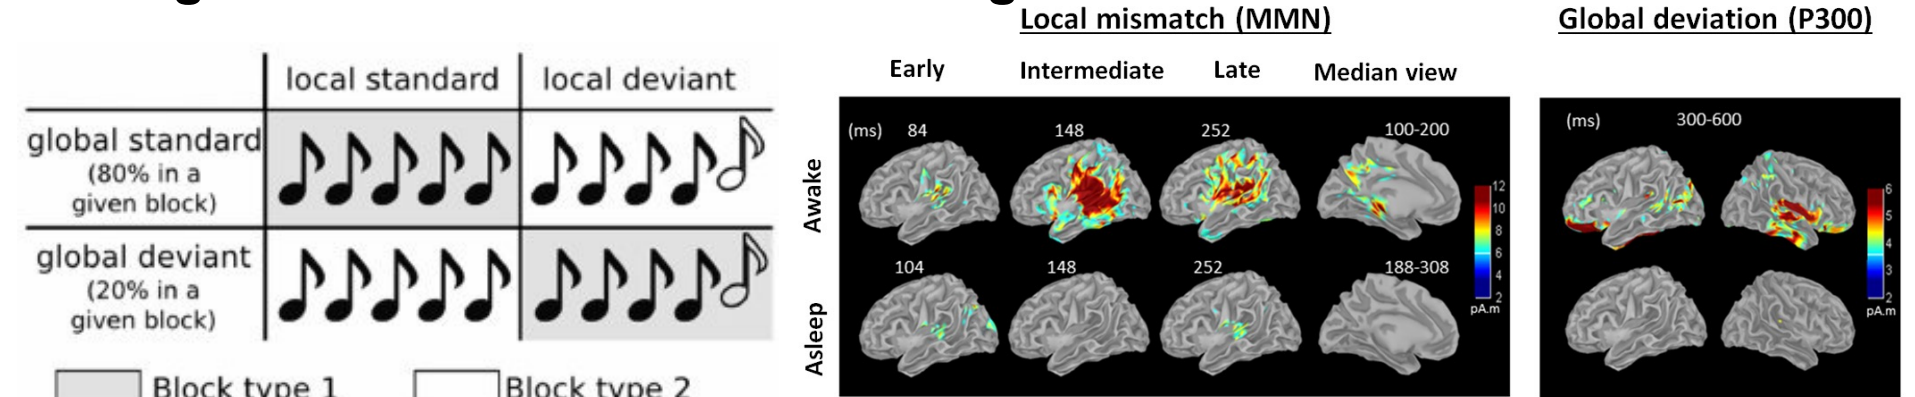 local standard
local deviant
global standard
(80% in a
given block)
global deviant
(20% in a
given block)
Block type 1
Block type 2
Local mismatch (MMN)
Early
Intermediate
Late
Median view
Awake
(ms)
84
148
252
100-200
Asleep
104
148
252
188-308
12
10
8
6
4
2
pA.m
Global deviation (P300)
(ms)
300-600
6
5
4
3
2
pA.m